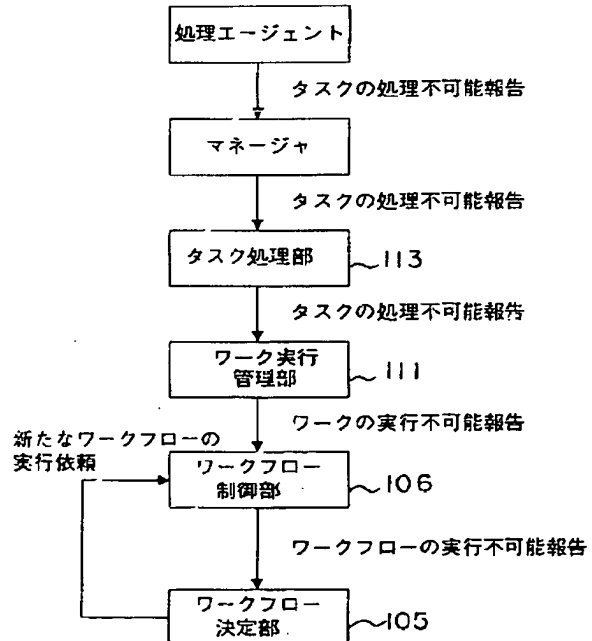 処理エージェント
タスクの処理不可能報告
マネージャ
タスクの処理不可能報告
タスク処理部
113
タスクの処理不可能報告
ワーク実行
管理部
111
ワークの実行不可能報告
新たなワークフローの
実行依頼
ワークフロー
制御部
106
ワークフローの実行不可能報告
ワークフロー
決定部
105